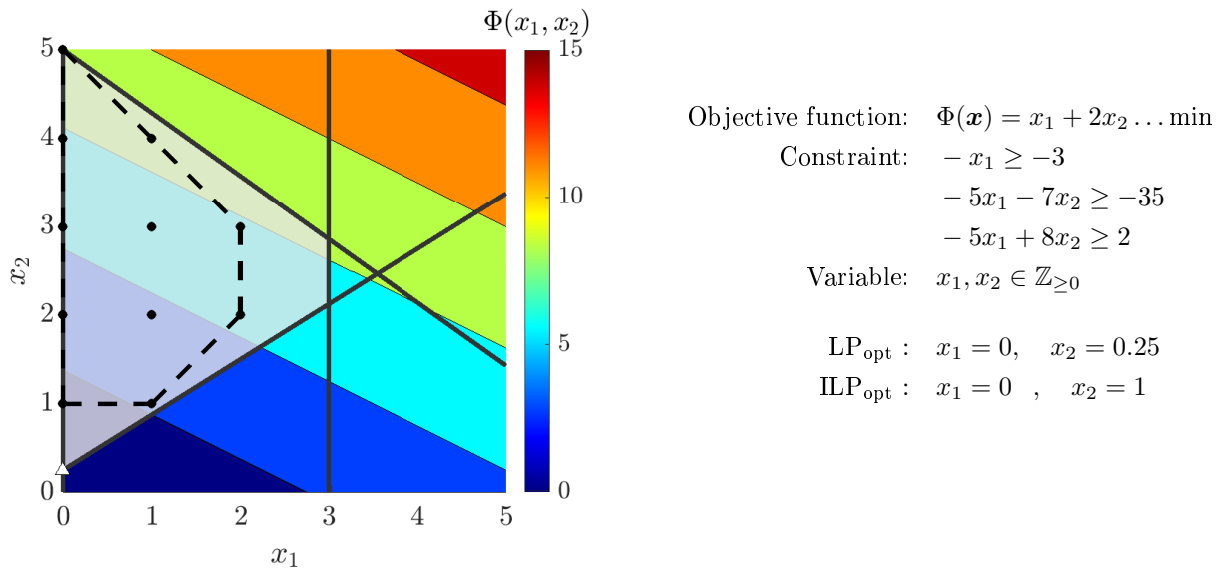 Φ(x₁, x₂)
5
4
3
2
1
0
0 1 2 3 4 5
x₂
x₁
15
10
5
0
Objective function: Φ(𝒙) = x₁ + 2x₂ … min
Constraint: − x₁ ≥ −3
− 5x₁ − 7x₂ ≥ −35
− 5x₁ + 8x₂ ≥ 2
Variable: x₁, x₂ ∈ ℤ≥0
LPopt : x₁ = 0, x₂ = 0.25
ILPopt : x₁ = 0 , x₂ = 1